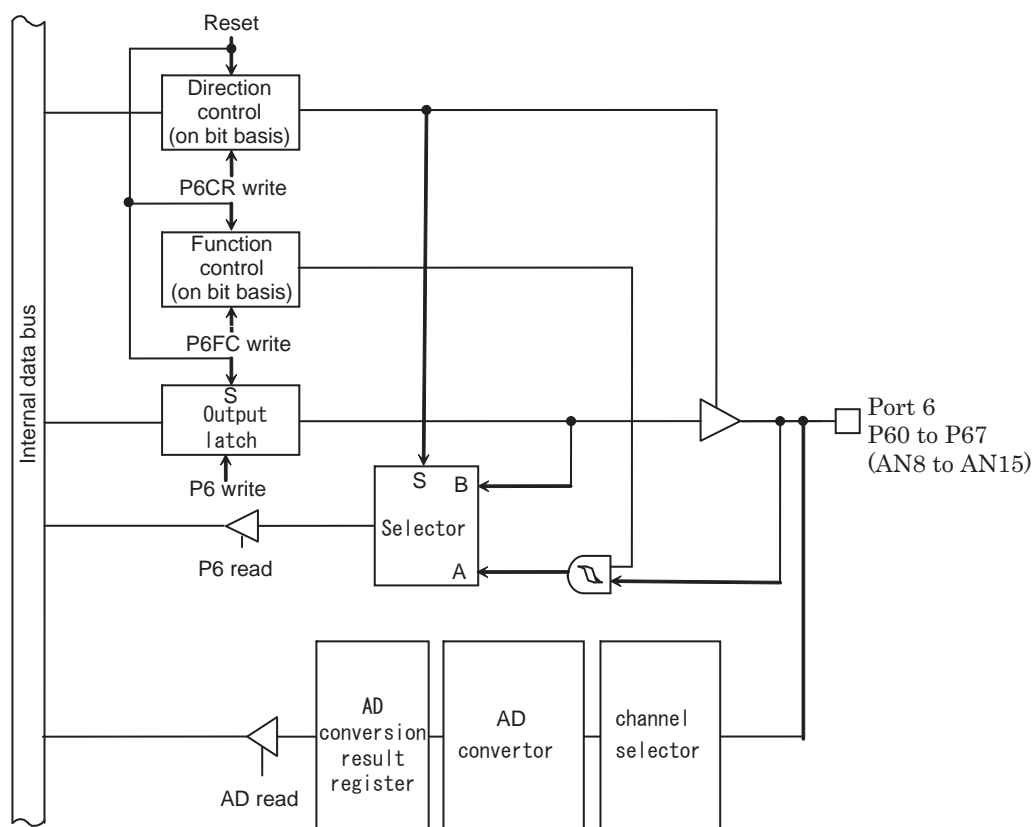 Reset
Direction
control
(on bit basis)
P6CR write
Function
control
(on bit basis)
P6FC write
Internal data bus
S
Output
latch
P6 write
Port 6
P60 to P67
(AN8 to AN15)
S
B
Selector
A
P6 read
AD
conversion
result
register
AD
convertor
channel
selector
AD read